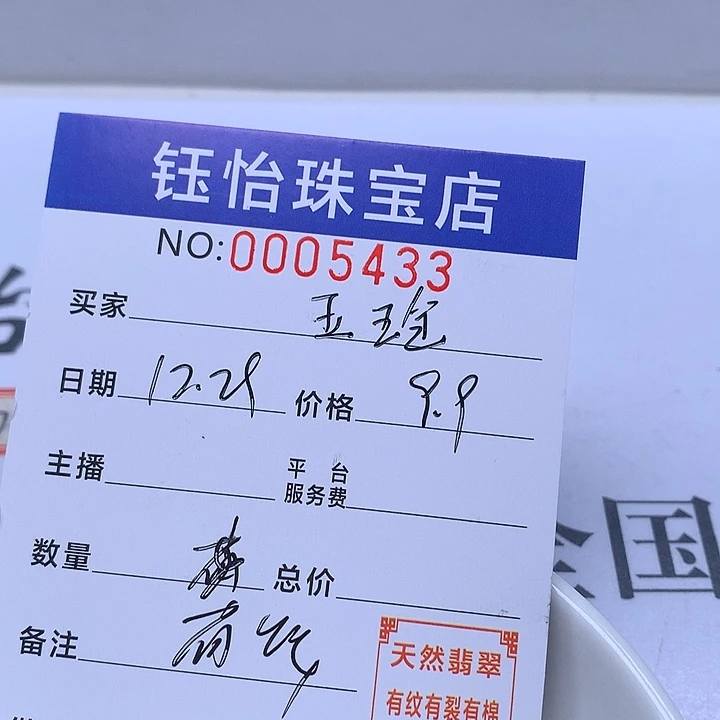 钰怡珠宝店
NO:0005433
买家
日期 12.29 价格 9.9
主播 平台服务费
数量 总价
备注
天然翡翠
有纹有裂有棉
国